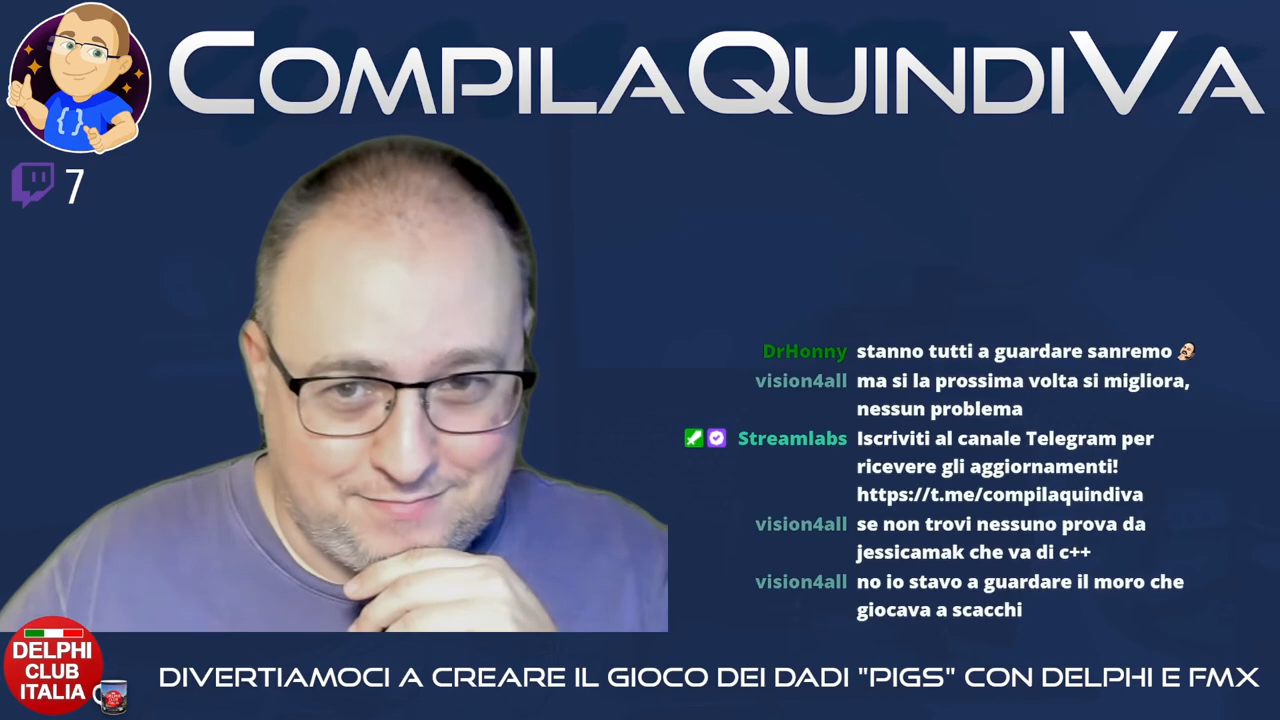 COMPILAQUINDIVA
{ }
7
DrHonny stanno tutti a guardare sanremo
vision4all ma si la prossima volta si migliora,
nessun problema
Streamlabs Iscriviti al canale Telegram per
ricevere gli aggiornamenti!
https://t.me/compilaquindiva
vision4all se non trovi nessuno prova da
jessicamak che va di c++
vision4all no io stavo a guardare il moro che
giocava a scacchi
DELPHI
CLUB
ITALIA
DIVERTIAMOCI A CREARE IL GIOCO DEI DADI "PIGS" CON DELPHI E FMX